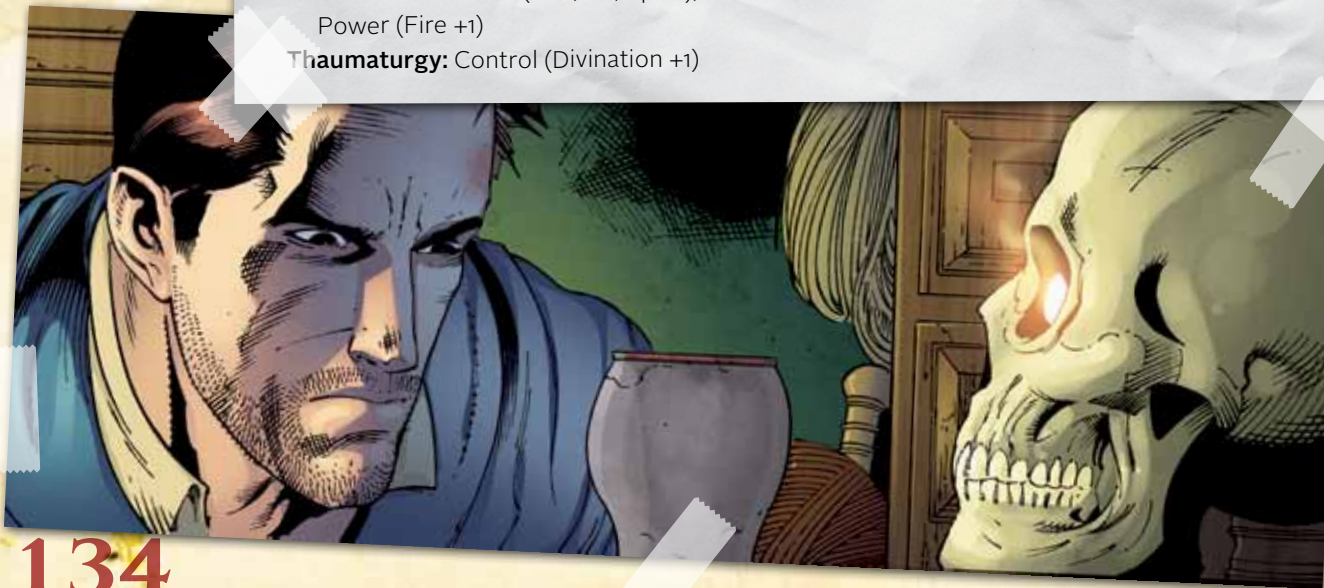 Power (Fire +1)
Thaumaturgy: Control (Divination +1)
134